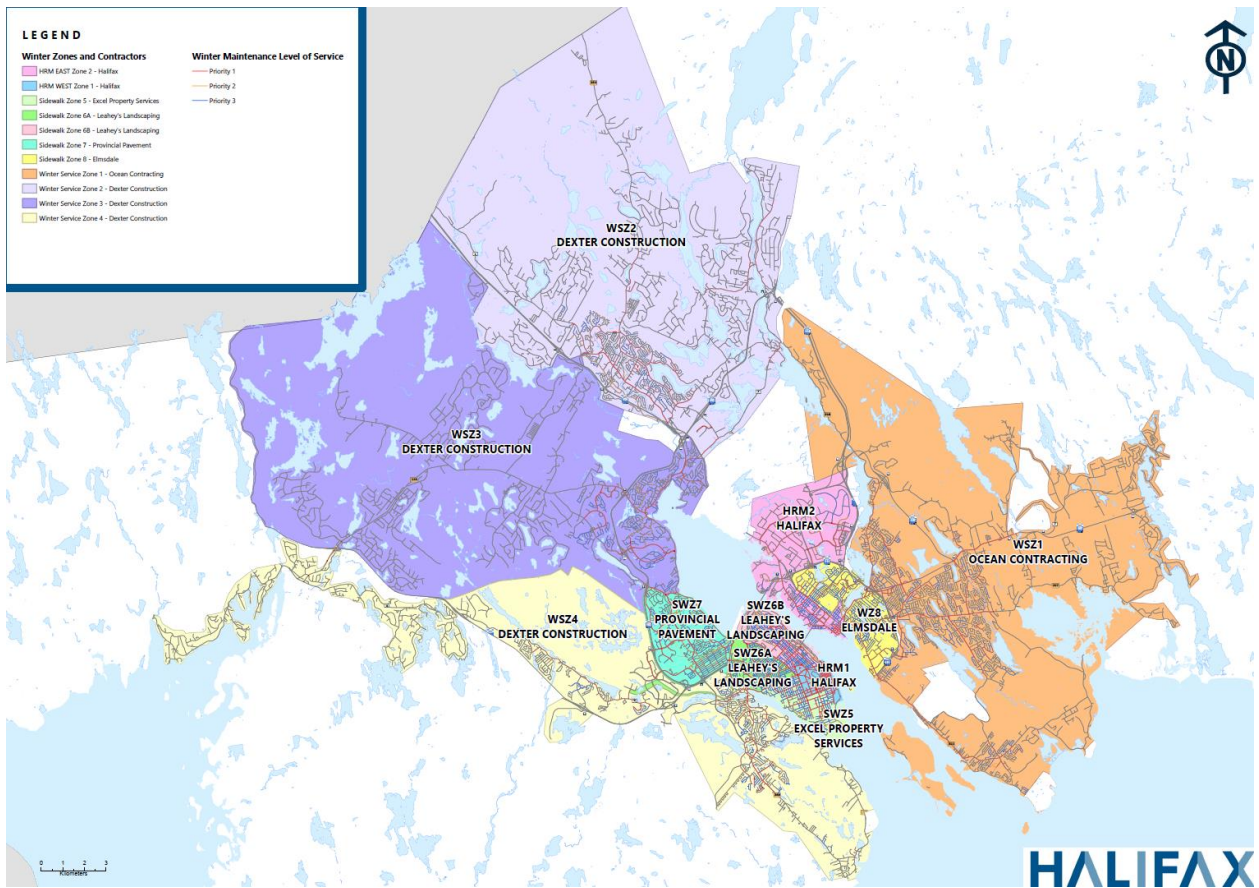 LEGEND
Winter Zones and Contractors
HRM EAST Zone 2 - Halifax
HRM WEST Zone 1 - Halifax
Sidewalk Zone 5 - Excel Property Services
Sidewalk Zone 6A - Leahey's Landscaping
Sidewalk Zone 6B - Leahey's Landscaping
Sidewalk Zone 7 - Provincial Pavement
Sidewalk Zone 8 - Elmsdale
Winter Service Zone 1 - Ocean Contracting
Winter Service Zone 2 - Dexter Construction
Winter Service Zone 3 - Dexter Construction
Winter Service Zone 4 - Dexter Construction
Winter Maintenance Level of Service
Priority 1
Priority 2
Priority 3
N
WSZ2
DEXTER CONSTRUCTION
WSZ3
DEXTER CONSTRUCTION
HRM2
HALIFAX
WSZ1
OCEAN CONTRACTING
WSZ4
DEXTER CONSTRUCTION
SWZ7
PROVINCIAL
PAVEMENT
SWZ6B
LEAHEY'S
LANDSCAPING
WZ8
ELMSDALE
SWZ6A
LEAHEY'S
LANDSCAPING
HRM1
HALIFAX
SWZ5
EXCEL PROPERTY
SERVICES
0 1 2 3
Kilometers
HALIFAX